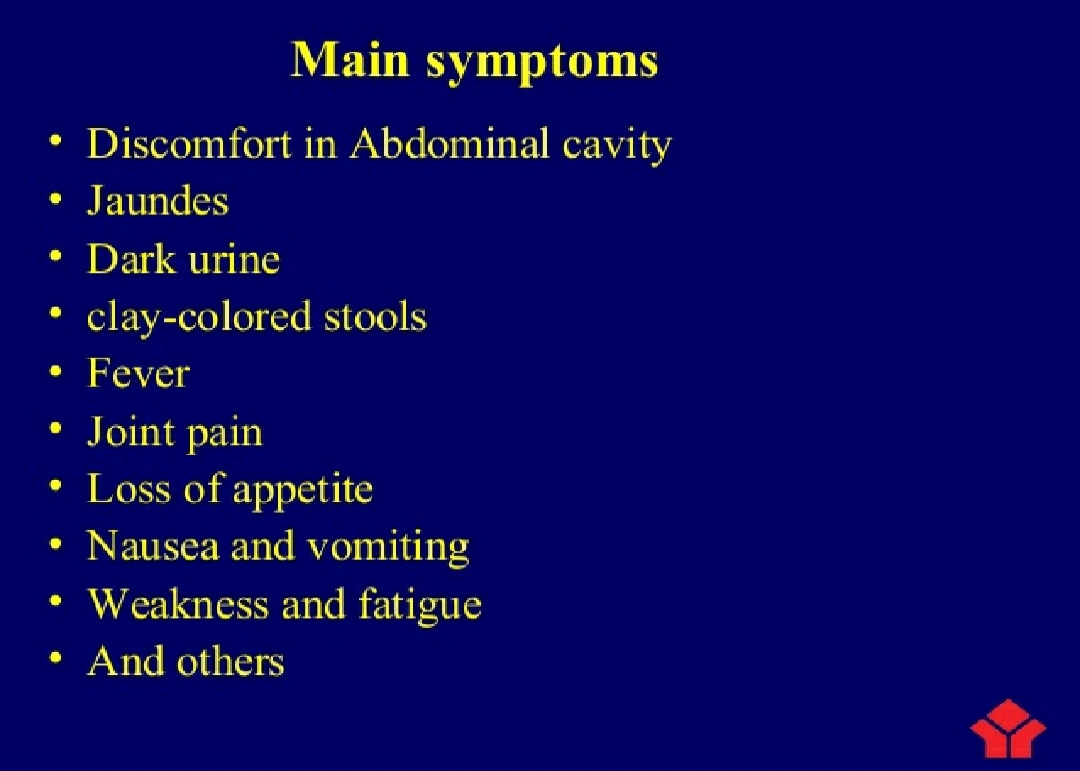 Main symptoms
• Discomfort in Abdominal cavity
• Jaundes
• Dark urine
• clay-colored stools
• Fever
• Joint pain
• Loss of appetite
• Nausea and vomiting
• Weakness and fatigue
• And others